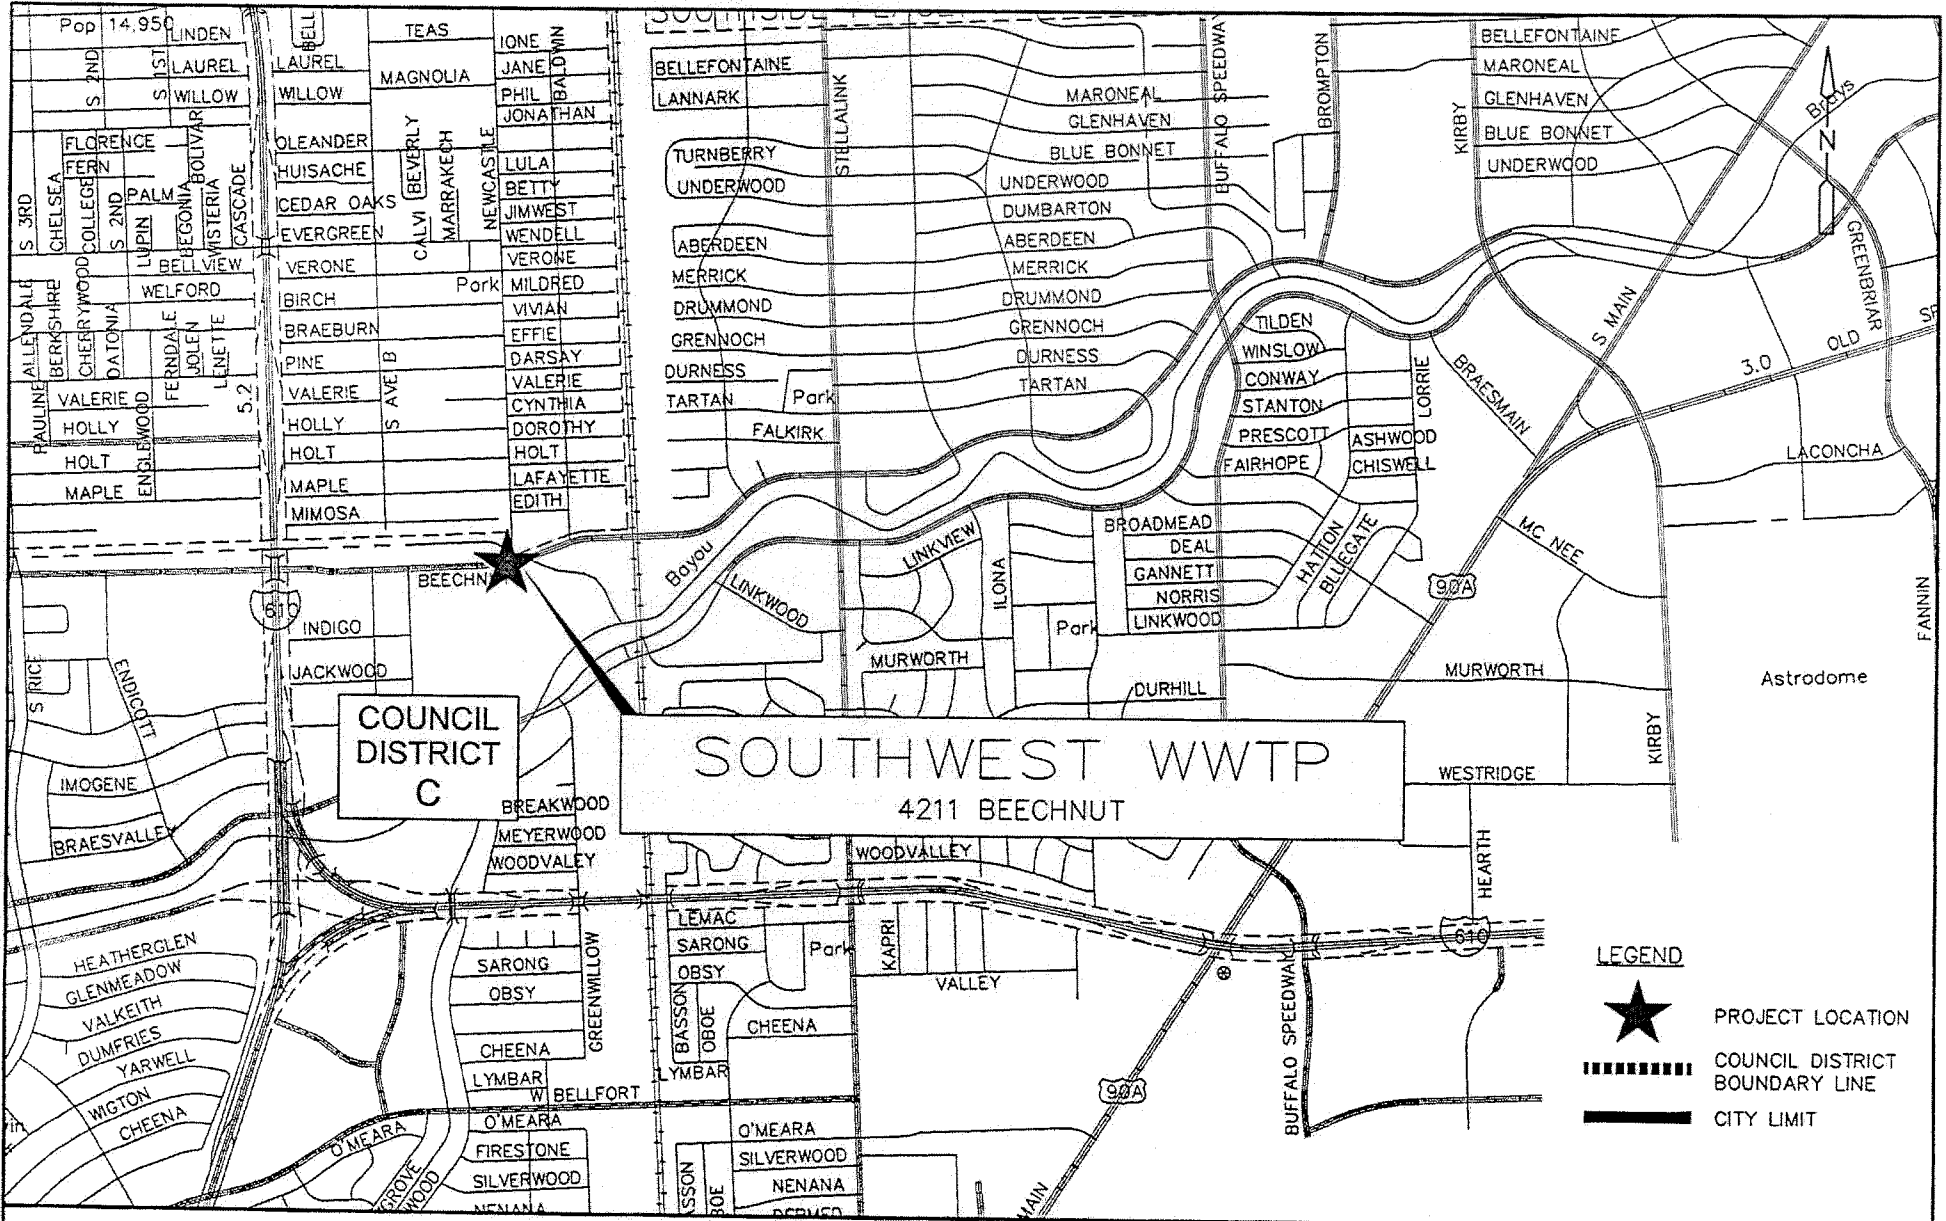 Pop 14,950
LINDEN
LAUREL
WILLOW
S 2ND
S 1ST
BELL
LAUREL
WILLOW
TEAS
MAGNOLIA
IONE
JANE
PHIL
JONATHAN
BALDWIN
BELLEFONTAINE
LANNARK
STELLALINK
MARONEAL
GLENHAVEN
BLUE BONNET
BUFFALO SPEEDWAY
BROMPTON
KIRBY
BELLEFONTAINE
MARONEAL
GLENHAVEN
BLUE BONNET
UNDERWOOD
Brays
N
FLORENCE
FERN
PALM
S 3RD
CHELSEA
COLLEGE
S 2ND
LUPIN
BEGONIA
BOLIVAR
WISTERIA
CASCADE
OLEANDER
HUISACHE
CEDAR OAKS
EVERGREEN
BEVERLY
CALVI
MARRAKECH
NEWCASTLE
LULA
BETTY
JIMWEST
WENDELL
VERONE
MILDRED
VIVIAN
EFFIE
DARSAY
VALERIE
CYNTHIA
DOROTHY
HOLT
LAFAYETTE
EDITH
TURNBERRY
UNDERWOOD
ABERDEEN
MERRICK
DRUMMOND
GRENNOCH
DURNESS
TARTAN
Park
FALKIRK
UNDERWOOD
DUMBARTON
ABERDEEN
MERRICK
DRUMMOND
GRENNOCH
DURNESS
TARTAN
BELLVIEW
WELFORD
ALLENDALE
BERKSHIRE
CHERRYWOOD
DATONIA
FERNDALE
JOLEN
LENETTE
5.2
VERONE
BIRCH
BRAEBURN
PINE
VALERIE
HOLLY
HOLT
MAPLE
MIMOSA
S AVE B
Park
PAULINE
VALERIE
HOLLY
HOLT
MAPLE
ENGLEWOOD
TILDEN
WINSLOW
CONWAY
STANTON
PRESCOTT
FAIRHOPE
LORRIE
ASHWOOD
CHISWELL
BRAESMAIN
S MAIN
GREENBRIAR
3.0
OLD
LACONCHA
MC NEE
FANNIN
90A
BEECHNUT
Bayou
LINKWOOD
LINKVIEW
ILONA
BROADMEAD
DEAL
GANNETT
NORRIS
LINKWOOD
HATTON
BLUEGATE
Park
610
INDIGO
JACKWOOD
S RICE
ENDICOTT
MURWORTH
DURHILL
MURWORTH
Astrodome
KIRBY
COUNCIL
DISTRICT
C
SOUTHWEST WWTP
4211 BEECHNUT
WESTRIDGE
HEARTH
IMOGENE
BRAESVALLEY
BREAKWOOD
MEYERWOOD
WOODVALEY
WOODVALLEY
HEATHERGLEN
GLENMEADOW
VALKEITH
DUMFRIES
YARWELL
WIGTON
CHEENA
SARONG
OBSY
CHEENA
LYMBAR
W BELLFORT
GREENWILLOW
LEMAC
SARONG
OBSY
BASSON
OBOE
CHEENA
LYMBAR
Park
KAPRI
VALLEY
BUFFALO SPEEDWAY
610
90A
O'MEARA
O'MEARA
FIRESTONE
SILVERWOOD
NENANA
GROVE
WOOD
O'MEARA
SILVERWOOD
NENANA
ASSON
BOE
MAIN
LEGEND
PROJECT LOCATION
COUNCIL DISTRICT
BOUNDARY LINE
CITY LIMIT